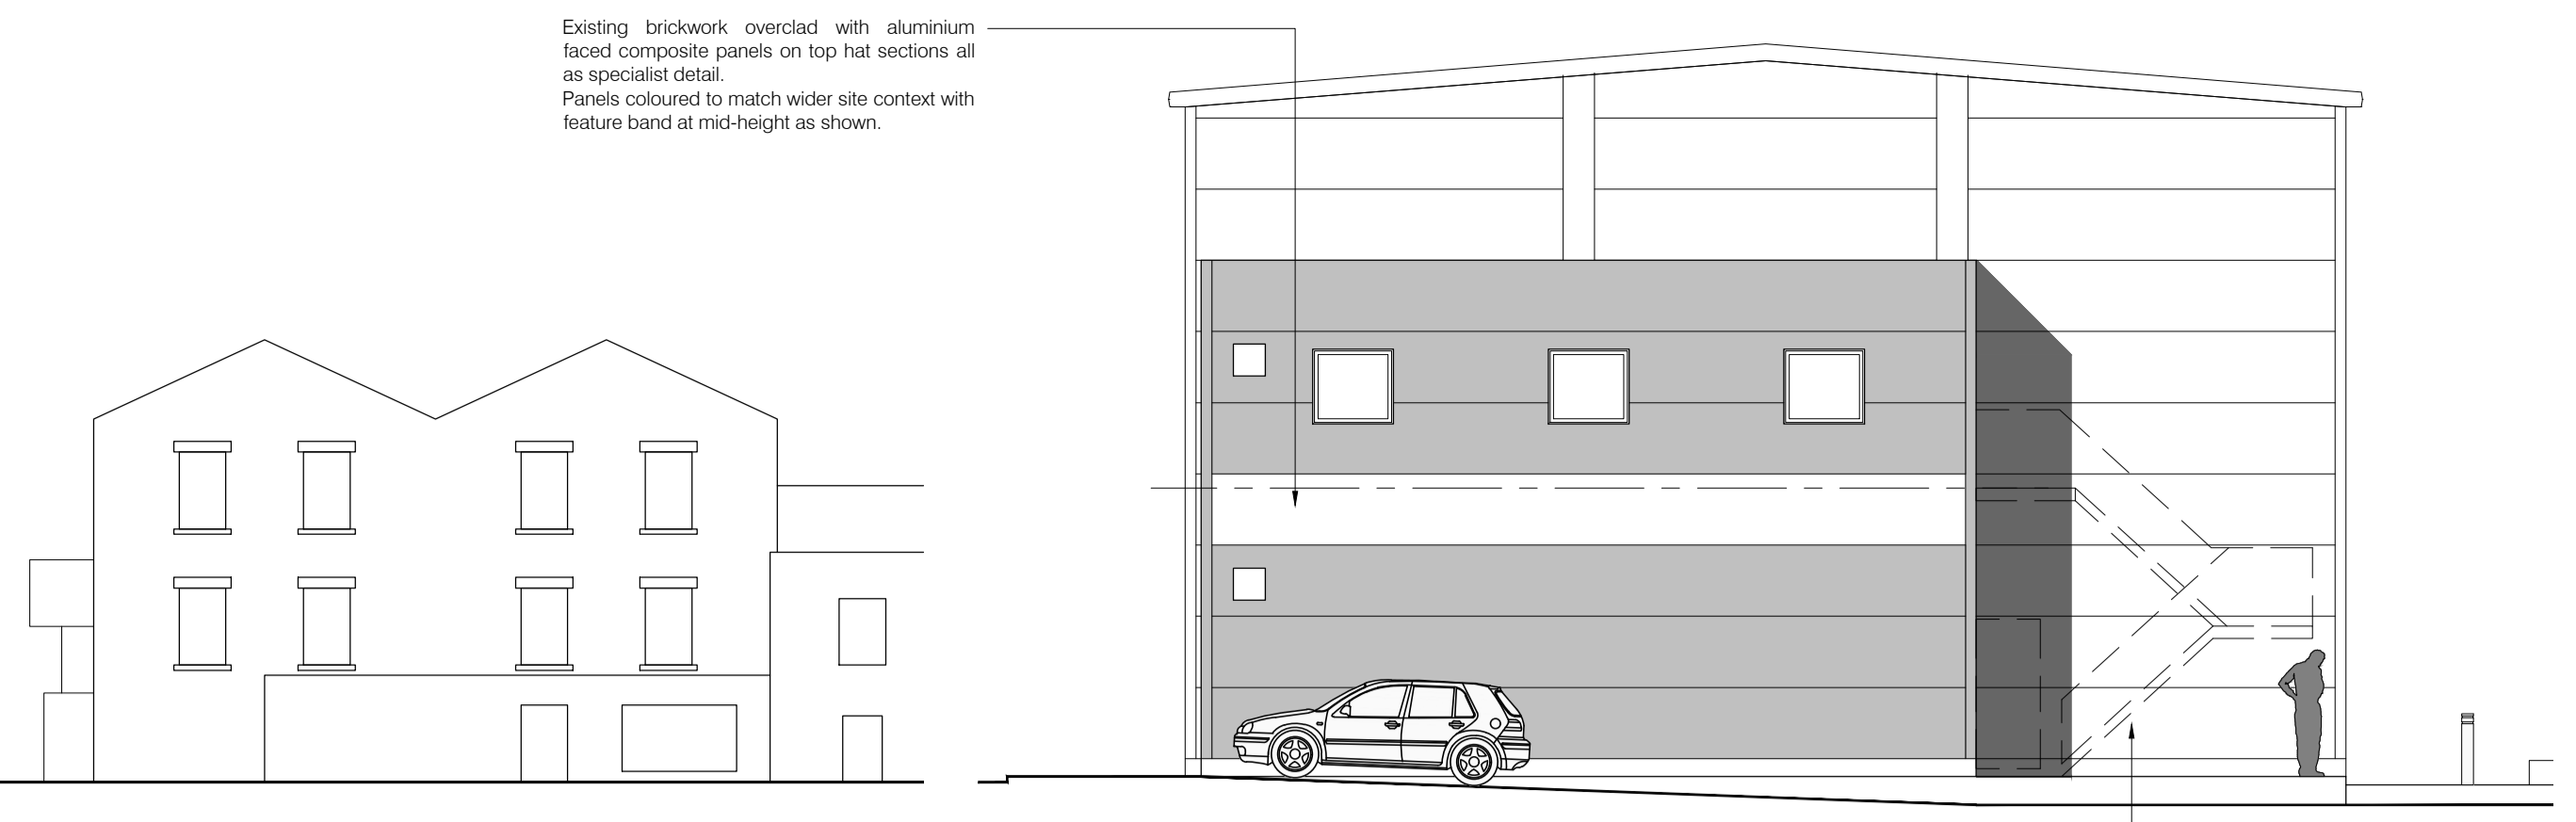 Existing brickwork overclad with aluminium
faced composite panels on top hat sections all
as specialist detail.
Panels coloured to match wider site context with
feature band at mid-height as shown.